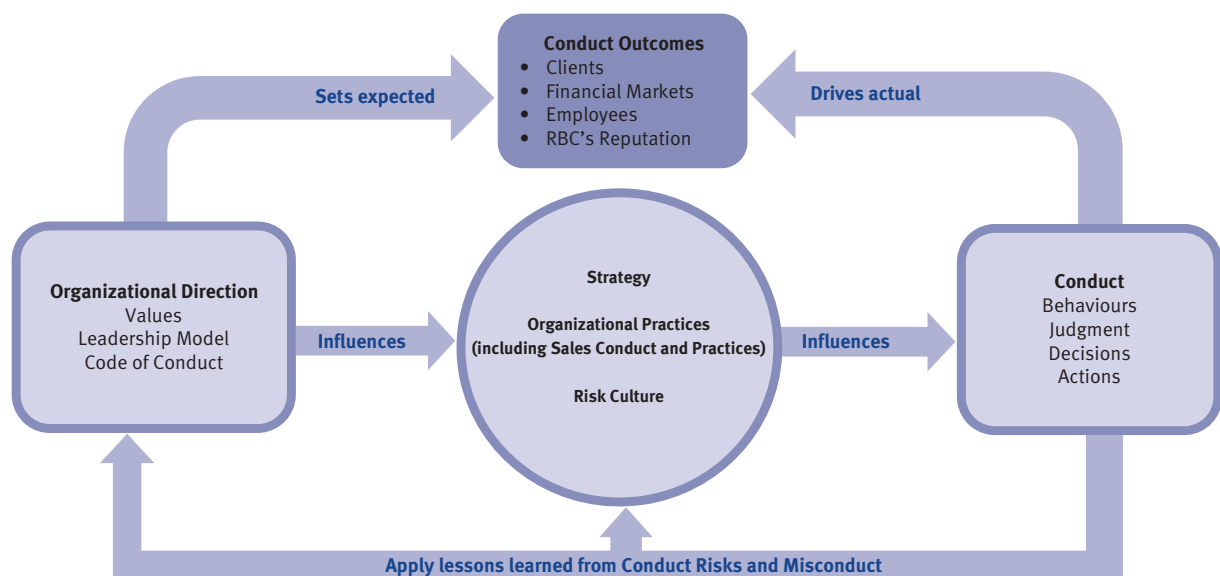 Conduct Outcomes
• Clients
• Financial Markets
• Employees
• RBC's Reputation
Sets expected
Drives actual
Organizational Direction
Values
Leadership Model
Code of Conduct
Influences
Strategy
Organizational Practices
(including Sales Conduct and Practices)
Risk Culture
Influences
Conduct
Behaviours
Judgment
Decisions
Actions
Apply lessons learned from Conduct Risks and Misconduct